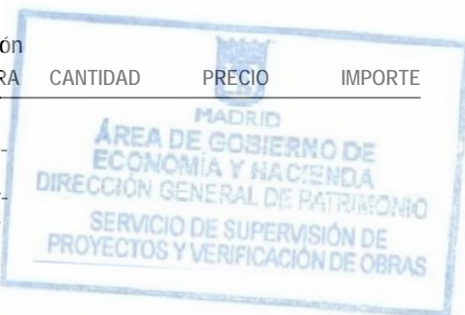 ón
RA CANTIDAD PRECIO IMPORTE
MADRID
ÁREA DE GOBIERNO DE
ECONOMÍA Y HACIENDA
DIRECCIÓN GENERAL DE PATRIMONIO
SERVICIO DE SUPERVISIÓN DE
PROYECTOS Y VERIFICACIÓN DE OBRAS